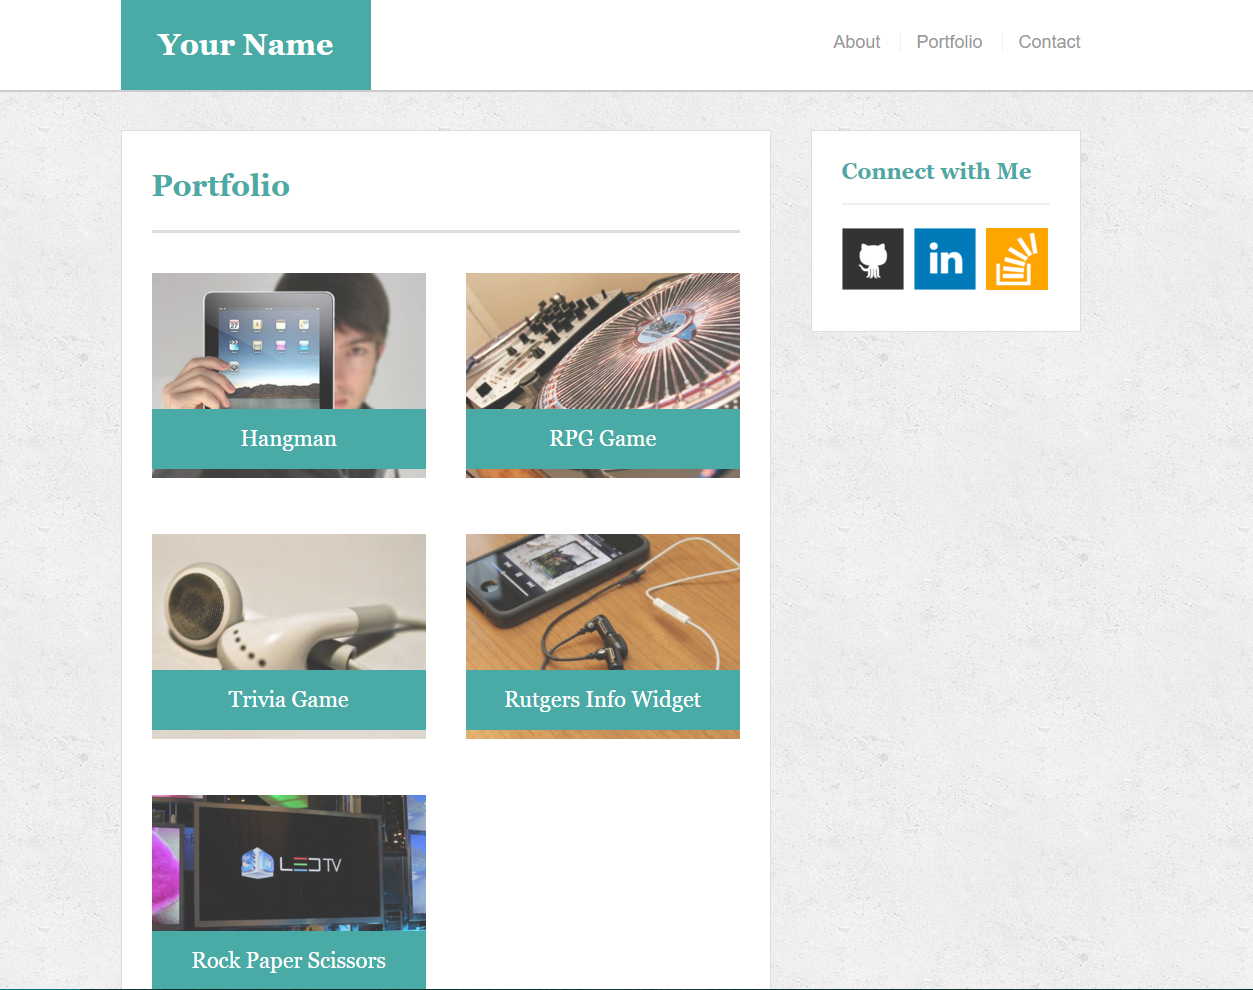 Your Name
About
Portfolio
Contact
Portfolio
Connect with Me
in
Hangman
RPG Game
Trivia Game
Rutgers Info Widget
LED TV
Rock Paper Scissors